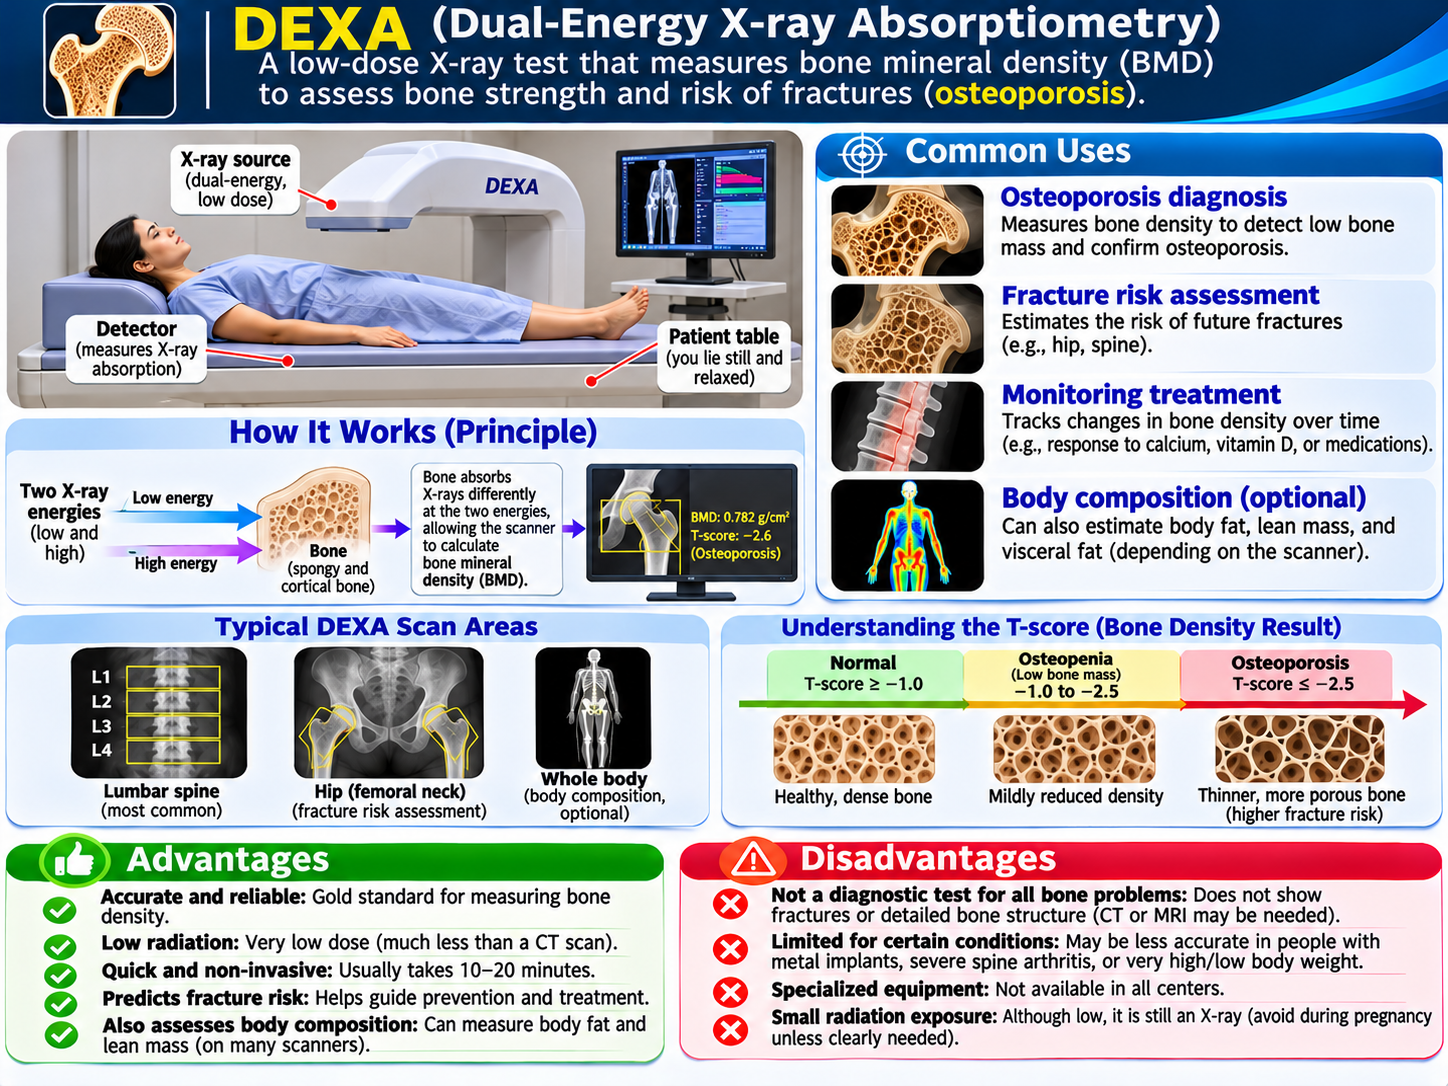 DEXA (Dual-Energy X-ray Absorptiometry)
A low-dose X-ray test that measures bone mineral density (BMD)
to assess bone strength and risk of fractures (osteoporosis).
X-ray source
(dual-energy,
low dose)
DEXA
Detector
(measures X-ray
absorption)
Patient table
(you lie still and
relaxed)
Common Uses
Osteoporosis diagnosis
Measures bone density to detect low bone
mass and confirm osteoporosis.
Fracture risk assessment
Estimates the risk of future fractures
(e.g., hip, spine).
Monitoring treatment
Tracks changes in bone density over time
(e.g., response to calcium, vitamin D, or medications).
Body composition (optional)
Can also estimate body fat, lean mass, and
visceral fat (depending on the scanner).
How It Works (Principle)
Two X-ray
energies
(low and
high)
Low energy
High energy
Bone
(spongy and
cortical bone)
Bone absorbs
X-rays differently
at the two energies,
allowing the scanner
to calculate
bone mineral
density (BMD).
BMD: 0.782 g/cm²
T-score: −2.6
(Osteoporosis)
Typical DEXA Scan Areas
L1
L2
L3
L4
Lumbar spine
(most common)
Hip (femoral neck)
(fracture risk assessment)
Whole body
(body composition,
optional)
Understanding the T-score (Bone Density Result)
Normal
T-score ≥ −1.0
Osteopenia
(Low bone mass)
−1.0 to −2.5
Osteoporosis
T-score ≤ −2.5
Healthy, dense bone
Mildly reduced density
Thinner, more porous bone
(higher fracture risk)
Advantages
Accurate and reliable: Gold standard for measuring bone
density.
Low radiation: Very low dose (much less than a CT scan).
Quick and non-invasive: Usually takes 10–20 minutes.
Predicts fracture risk: Helps guide prevention and treatment.
Also assesses body composition: Can measure body fat and
lean mass (on many scanners).
Disadvantages
Not a diagnostic test for all bone problems: Does not show
fractures or detailed bone structure (CT or MRI may be needed).
Limited for certain conditions: May be less accurate in people with
metal implants, severe spine arthritis, or very high/low body weight.
Specialized equipment: Not available in all centers.
Small radiation exposure: Although low, it is still an X-ray (avoid during pregnancy
unless clearly needed).